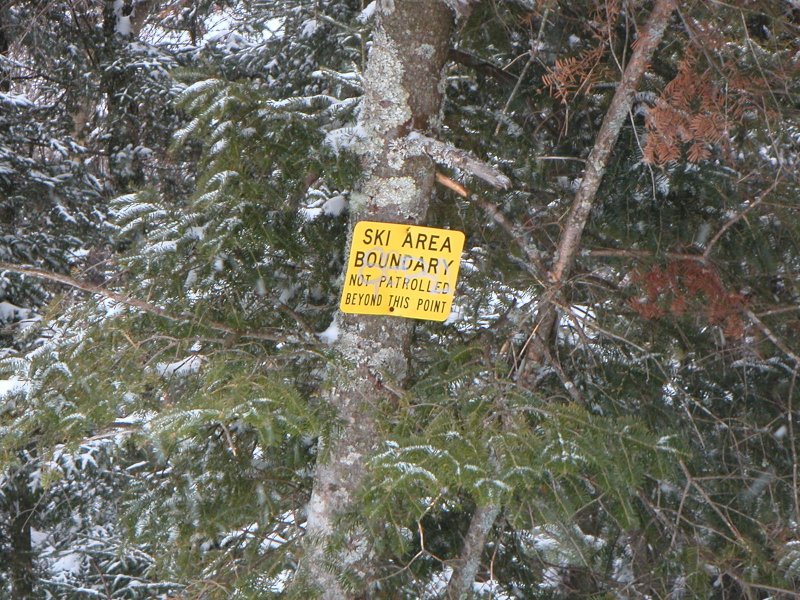 SKI AREA
BOUNDARY
NOT PATROLLED
BEYOND THIS POINT